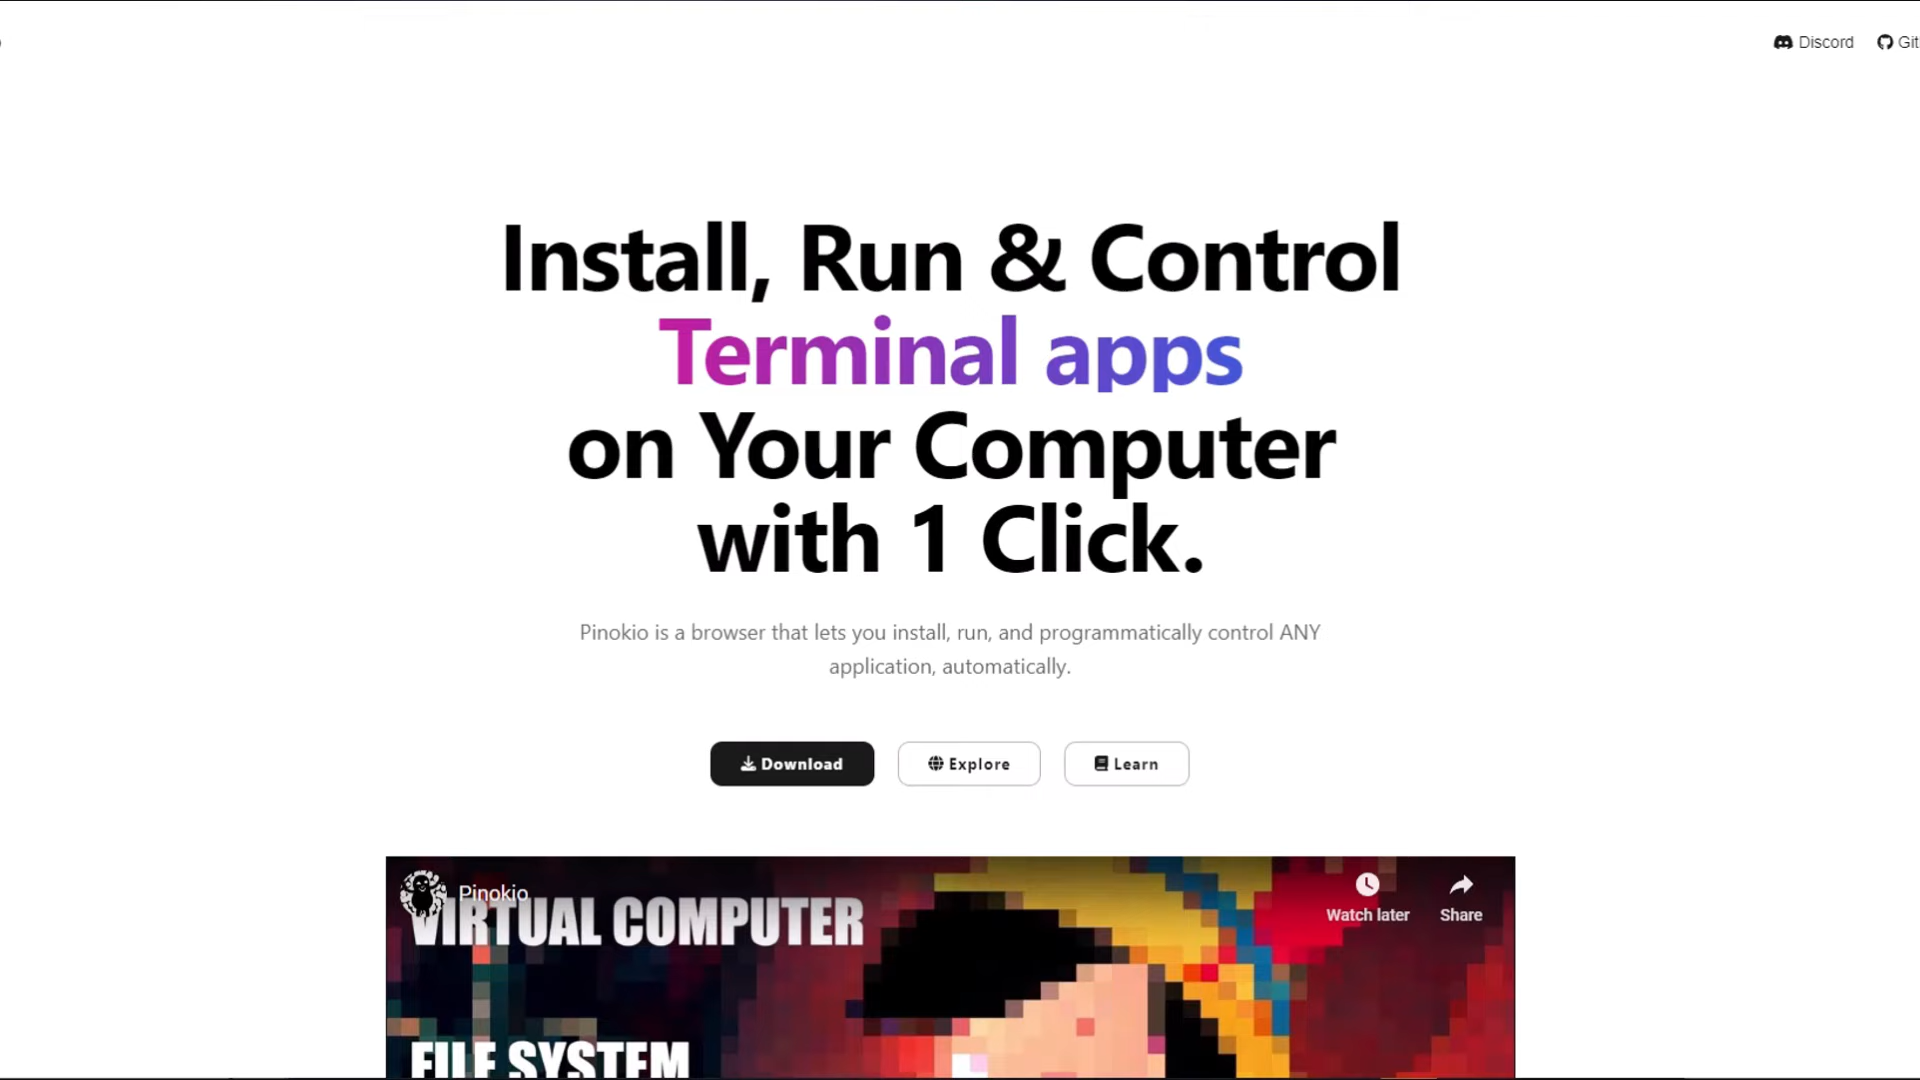 Discord Git
Install, Run & Control
Terminal apps
on Your Computer
with 1 Click.
Pinokio is a browser that lets you install, run, and programmatically control ANY
application, automatically.
Download Explore Learn
Pinokio
Watch later Share
VIRTUAL COMPUTER
FILE SYSTEM